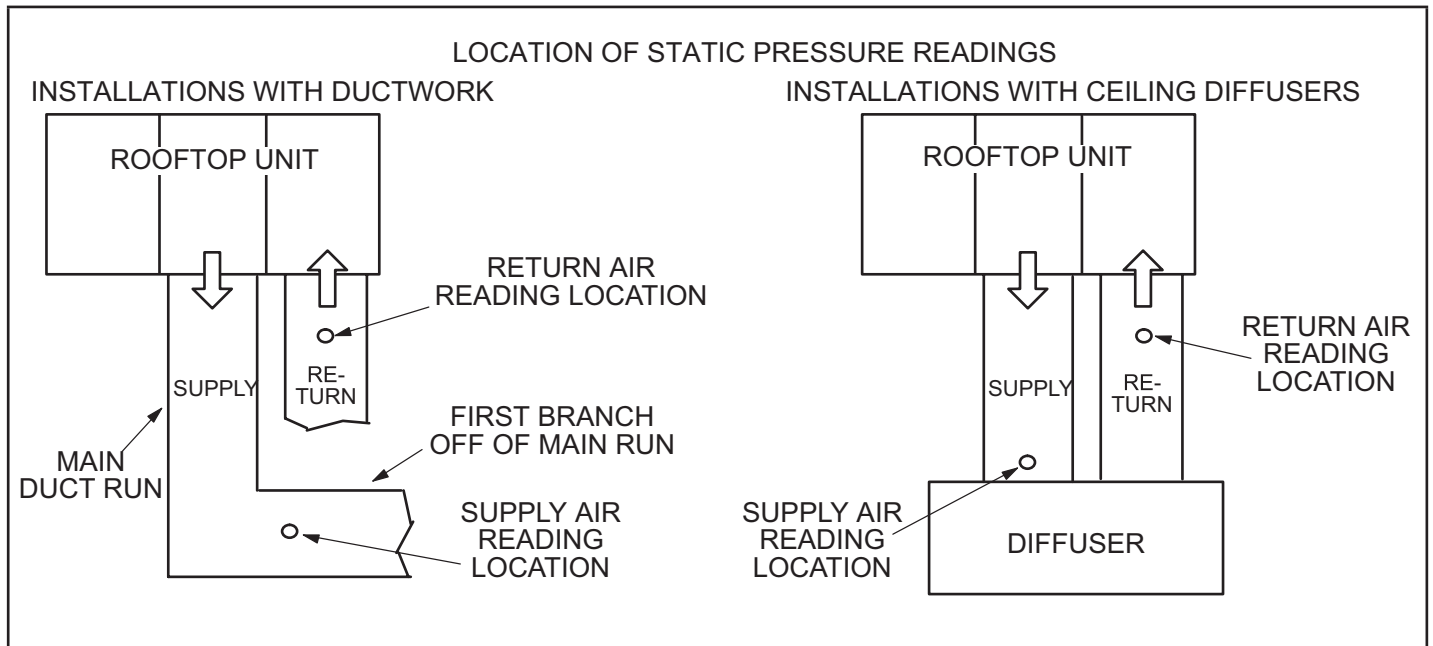 LOCATION OF STATIC PRESSURE READINGS
INSTALLATIONS WITH DUCTWORK
ROOFTOP UNIT
RETURN AIR
READING LOCATION
SUPPLY
RE-
TURN
FIRST BRANCH
OFF OF MAIN RUN
MAIN
DUCT RUN
SUPPLY AIR
READING
LOCATION
INSTALLATIONS WITH CEILING DIFFUSERS
ROOFTOP UNIT
RETURN AIR
READING
LOCATION
SUPPLY
RE-
TURN
SUPPLY AIR
READING
LOCATION
DIFFUSER